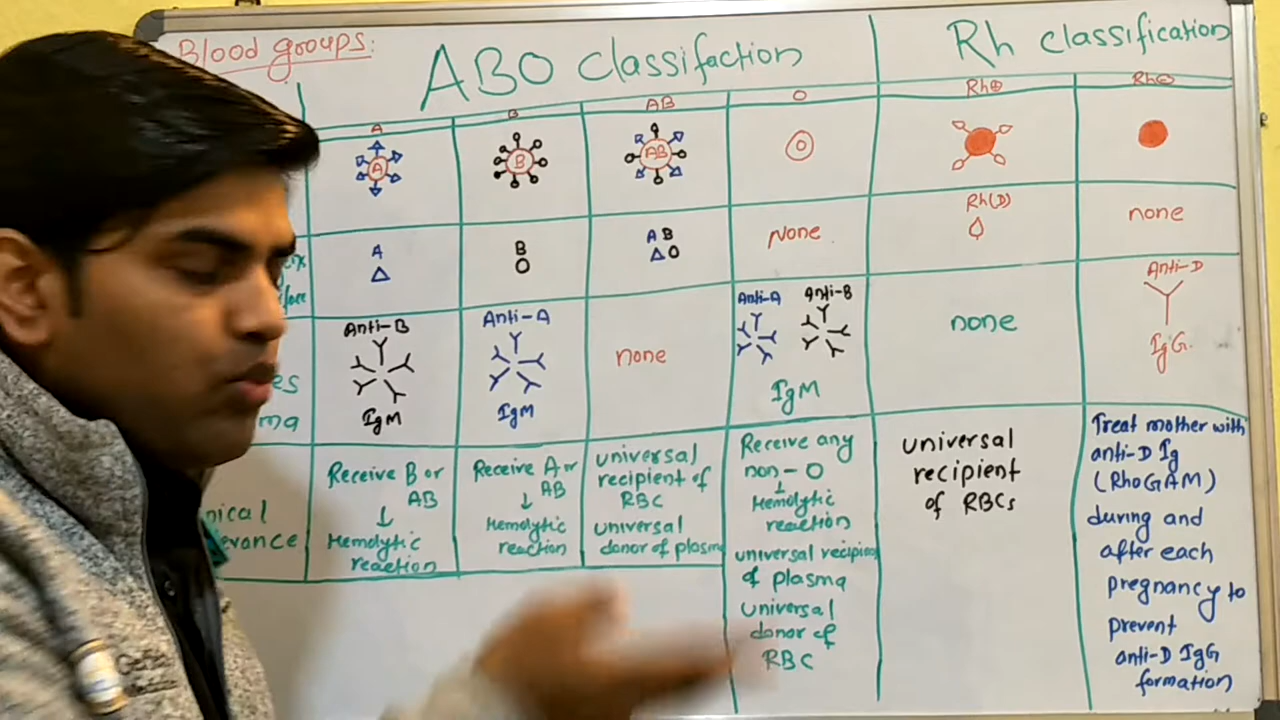 Blood groups:
ABO classifaction
Rh classification
A
B
AB
O
Rh⊕
Rh⊖
A
B
AB
O
A
B
A B
None
Rh(D)
none
Anti-B
IgM
Anti-A
IgM
none
Anti-A
Anti-B
IgM
none
Anti-D
IgG.
Receive B or
AB
↓
Hemolytic
reaction
Receive A or
AB
↓
Hemolytic
reaction
universal
recipient of
RBC
universal
donor of plasma
Receive any
non-O
↓
Hemolytic
reaction
universal recipien
of plasma
universal
donor of
RBC
universal
recipient
of RBCs
Treat mother with
anti-D Ig
(RhoGAM)
during and
after each
pregnancy to
prevent
anti-D IgG
formation